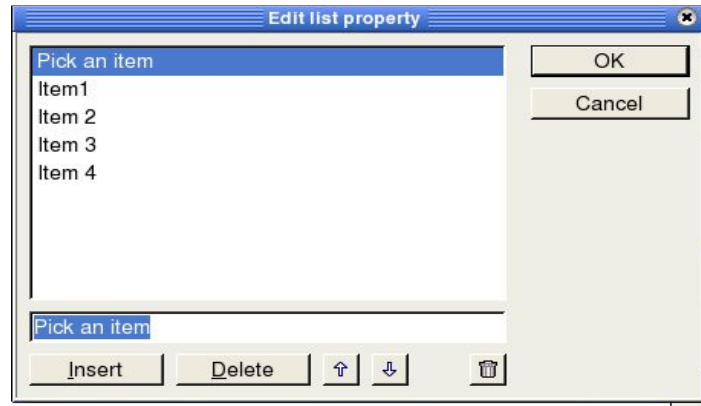 Edit list property
Pick an item
Item1
Item 2
Item 3
Item 4
Pick an item
Insert
Delete
OK
Cancel